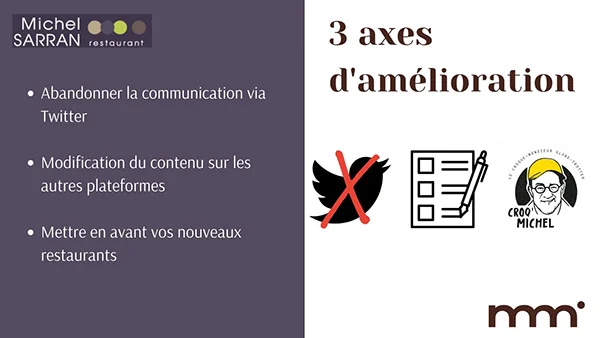 Michel
SARRAN restaurant
• Abandonner la communication via
Twitter
• Modification du contenu sur les
autres plateformes
• Mettre en avant vos nouveaux
restaurants
3 axes
d'amélioration
LE CROQUE-MONSIEUR GLOBE-TROTTER
CROQ'
MICHEL
mmi